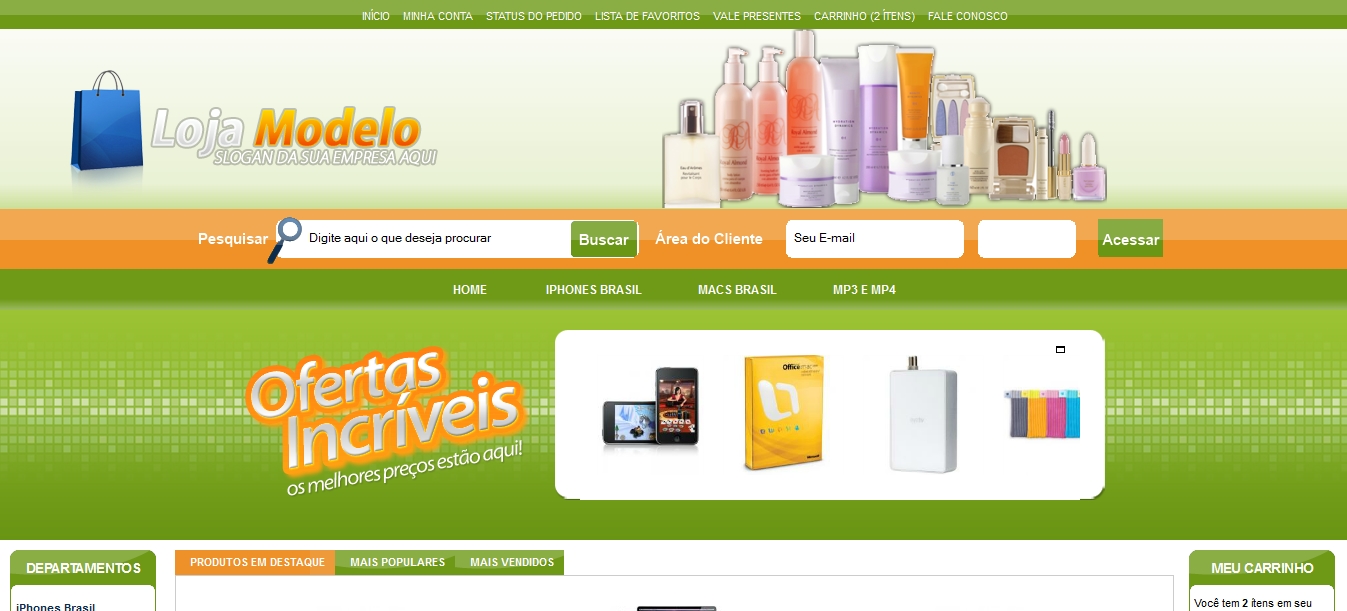 INÍCIO MINHA CONTA STATUS DO PEDIDO LISTA DE FAVORITOS VALE PRESENTES CARRINHO (2 ÍTENS) FALE CONOSCO
Loja Modelo
SLOGAN DA SUA EMPRESA AQUI
Pesquisar Digite aqui o que deseja procurar Buscar Área do Cliente Seu E-mail Acessar
HOME IPHONES BRASIL MACS BRASIL MP3 E MP4
Ofertas
Incríveis
os melhores preços estão aqui!
Office
DEPARTAMENTOS
PRODUTOS EM DESTAQUE MAIS POPULARES MAIS VENDIDOS
MEU CARRINHO
iPhones Brasil
Você tem 2 ítens em seu